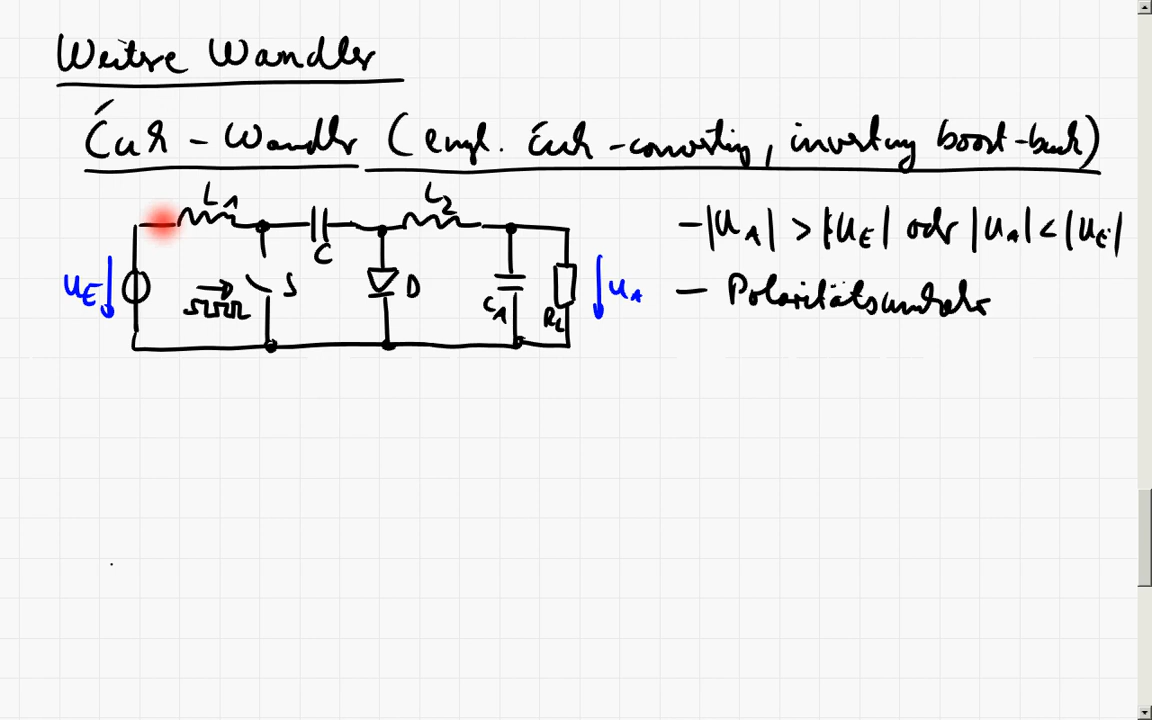 Weitere Wandler
Ćuk - Wandler (engl. Ćuk-converting, inverting boost-buck)
L1
L2
C
UE
S
D
CA
RL
UA
- |UA| > |UE| oder |UA| < |UE|
- Polaritätsumkehr